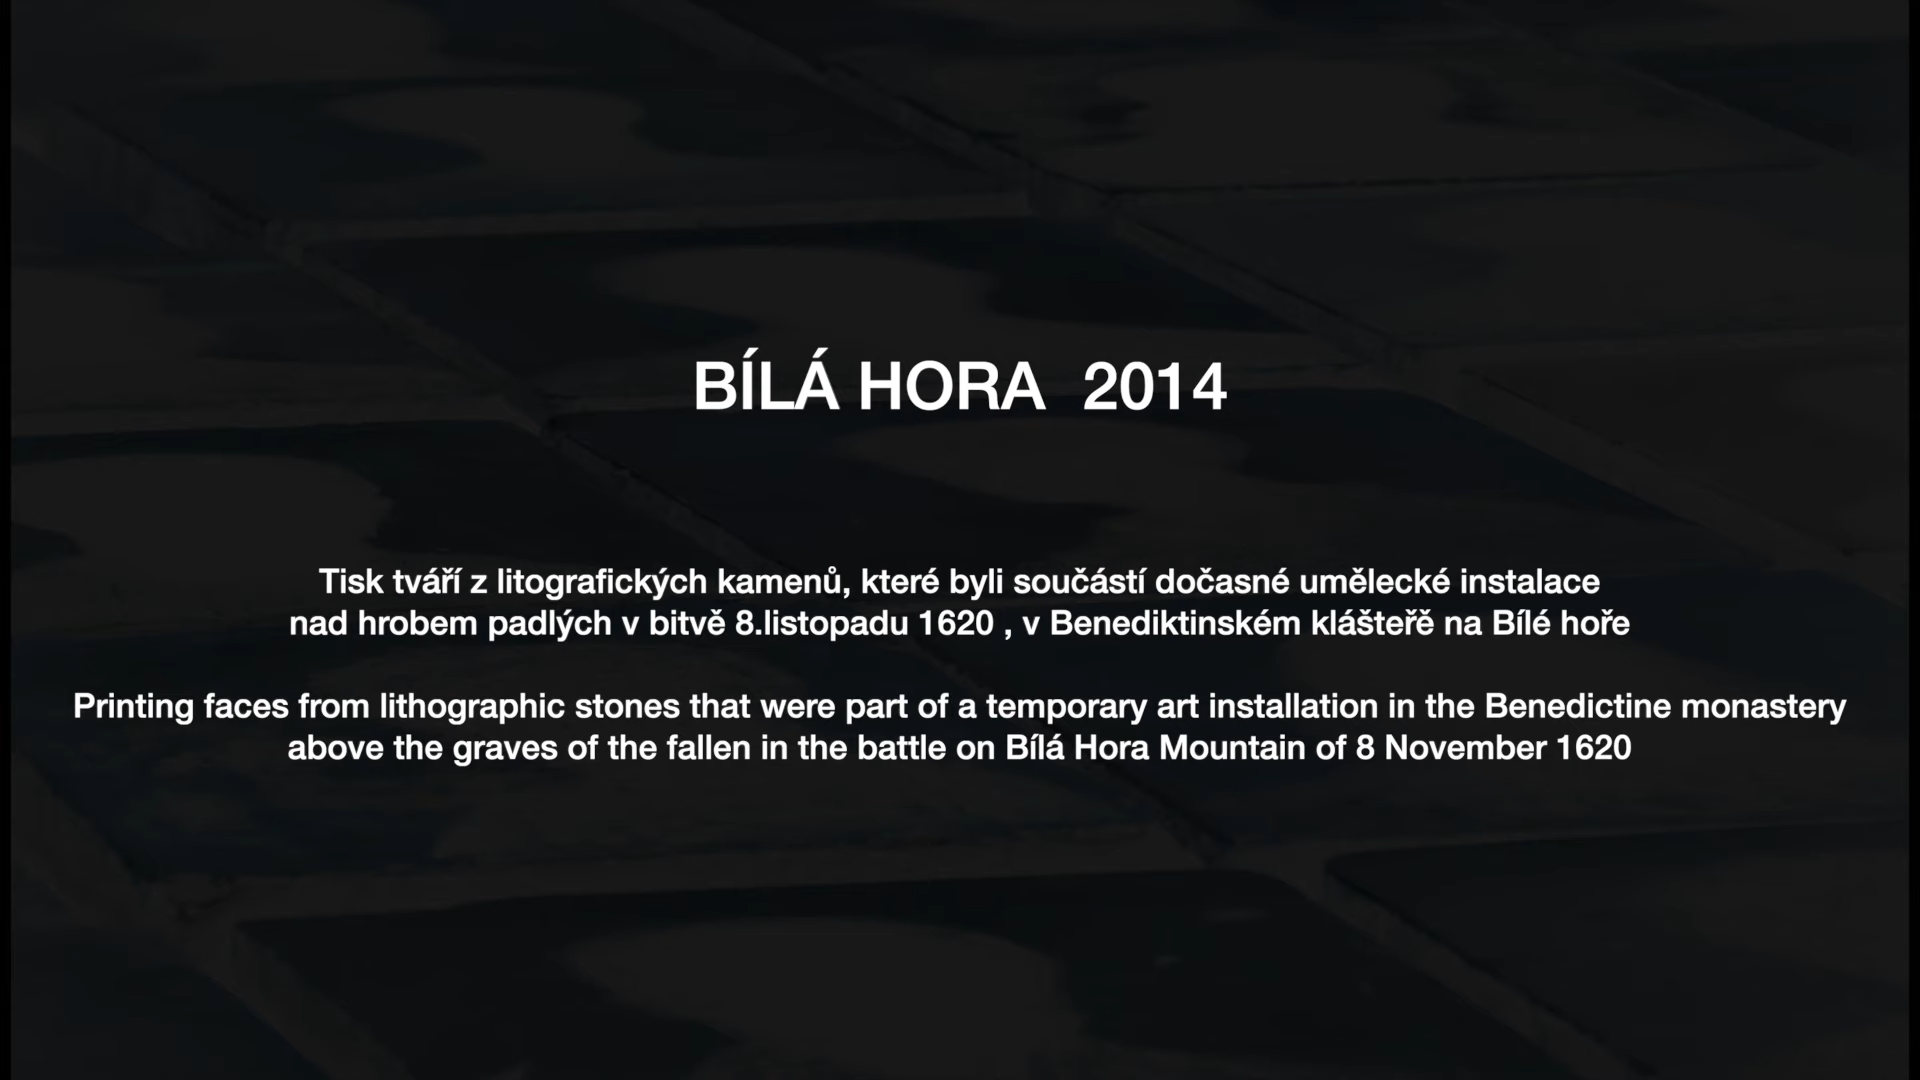 BÍLÁ HORA  2014
Tisk tváří z litografických kamenů, které byli součástí dočasné umělecké instalace
nad hrobem padlých v bitvě 8.listopadu 1620 , v Benediktinském klášteřě na Bílé hoře
Printing faces from lithographic stones that were part of a temporary art installation in the Benedictine monastery
above the graves of the fallen in the battle on Bílá Hora Mountain of 8 November 1620